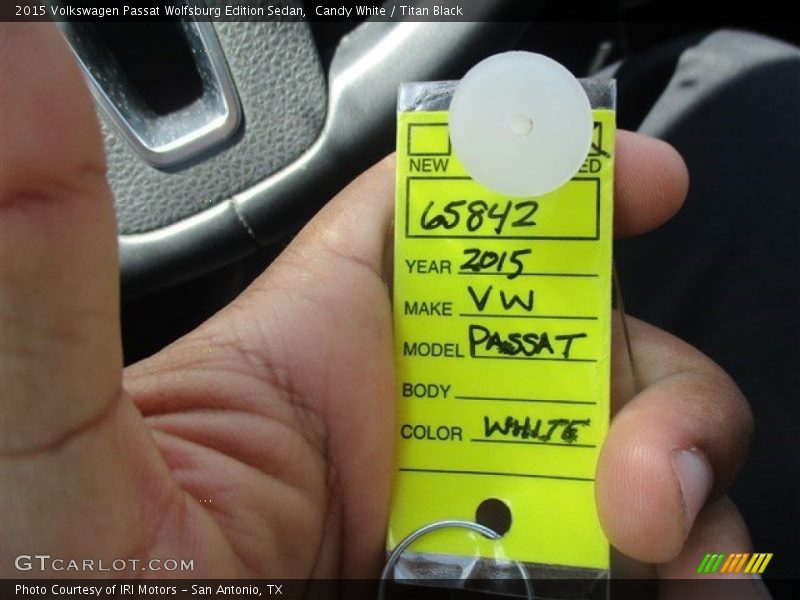 2015 Volkswagen Passat Wolfsburg Edition Sedan, Candy White / Titan Black
NEW ED
65842
YEAR 2015
MAKE VW
MODEL PASSAT
BODY
COLOR WHITE
GTCARLOT.COM
Photo Courtesy of IRI Motors - San Antonio, TX